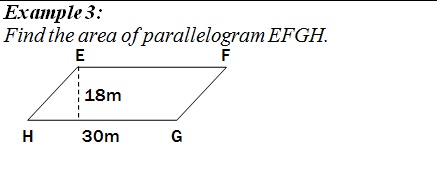 Example 3:
Find the area of parallelogram EFGH.
E F
18m
H 30m G